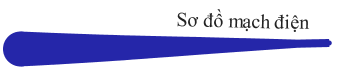 Sơ đồ mạch điện